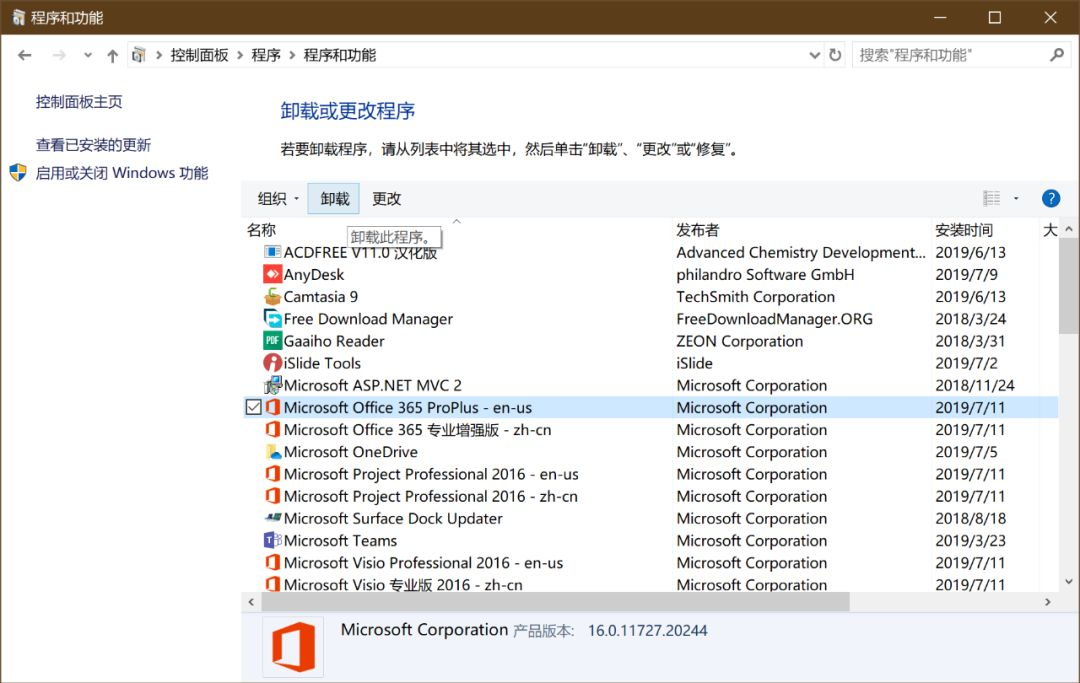 程序和功能
控制面板 程序 程序和功能 搜索"程序和功能"
控制面板主页
查看已安装的更新
启用或关闭 Windows 功能
卸载或更改程序
若要卸载程序，请从列表中将其选中，然后单击“卸载”、“更改”或“修复”。
组织 卸载 更改 ?
名称 发布者 安装时间 大
卸载此程序。
ACDFREE V11.0 汉化版 Advanced Chemistry Development... 2019/6/13
AnyDesk philandro Software GmbH 2019/7/9
Camtasia 9 TechSmith Corporation 2019/6/13
Free Download Manager FreeDownloadManager.ORG 2018/3/24
PDF Gaaiho Reader ZEON Corporation 2018/3/31
iSlide Tools iSlide 2019/7/2
Microsoft ASP.NET MVC 2 Microsoft Corporation 2018/11/24
Microsoft Office 365 ProPlus - en-us Microsoft Corporation 2019/7/11
Microsoft Office 365 专业增强版 - zh-cn Microsoft Corporation 2019/7/11
Microsoft OneDrive Microsoft Corporation 2019/7/5
Microsoft Project Professional 2016 - en-us Microsoft Corporation 2019/7/11
Microsoft Project Professional 2016 - zh-cn Microsoft Corporation 2019/7/11
Microsoft Surface Dock Updater Microsoft Corporation 2018/8/18
Microsoft Teams Microsoft Corporation 2019/3/23
Microsoft Visio Professional 2016 - en-us Microsoft Corporation 2019/7/11
Microsoft Visio 专业版 2016 - zh-cn Microsoft Corporation 2019/7/11
Microsoft Corporation 产品版本: 16.0.11727.20244